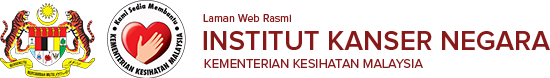 Kami Sedia Membantu
KEMENTERIAN KESIHATAN MALAYSIA
Laman Web Rasmi
INSTITUT KANSER NEGARA
KEMENTERIAN KESIHATAN MALAYSIA